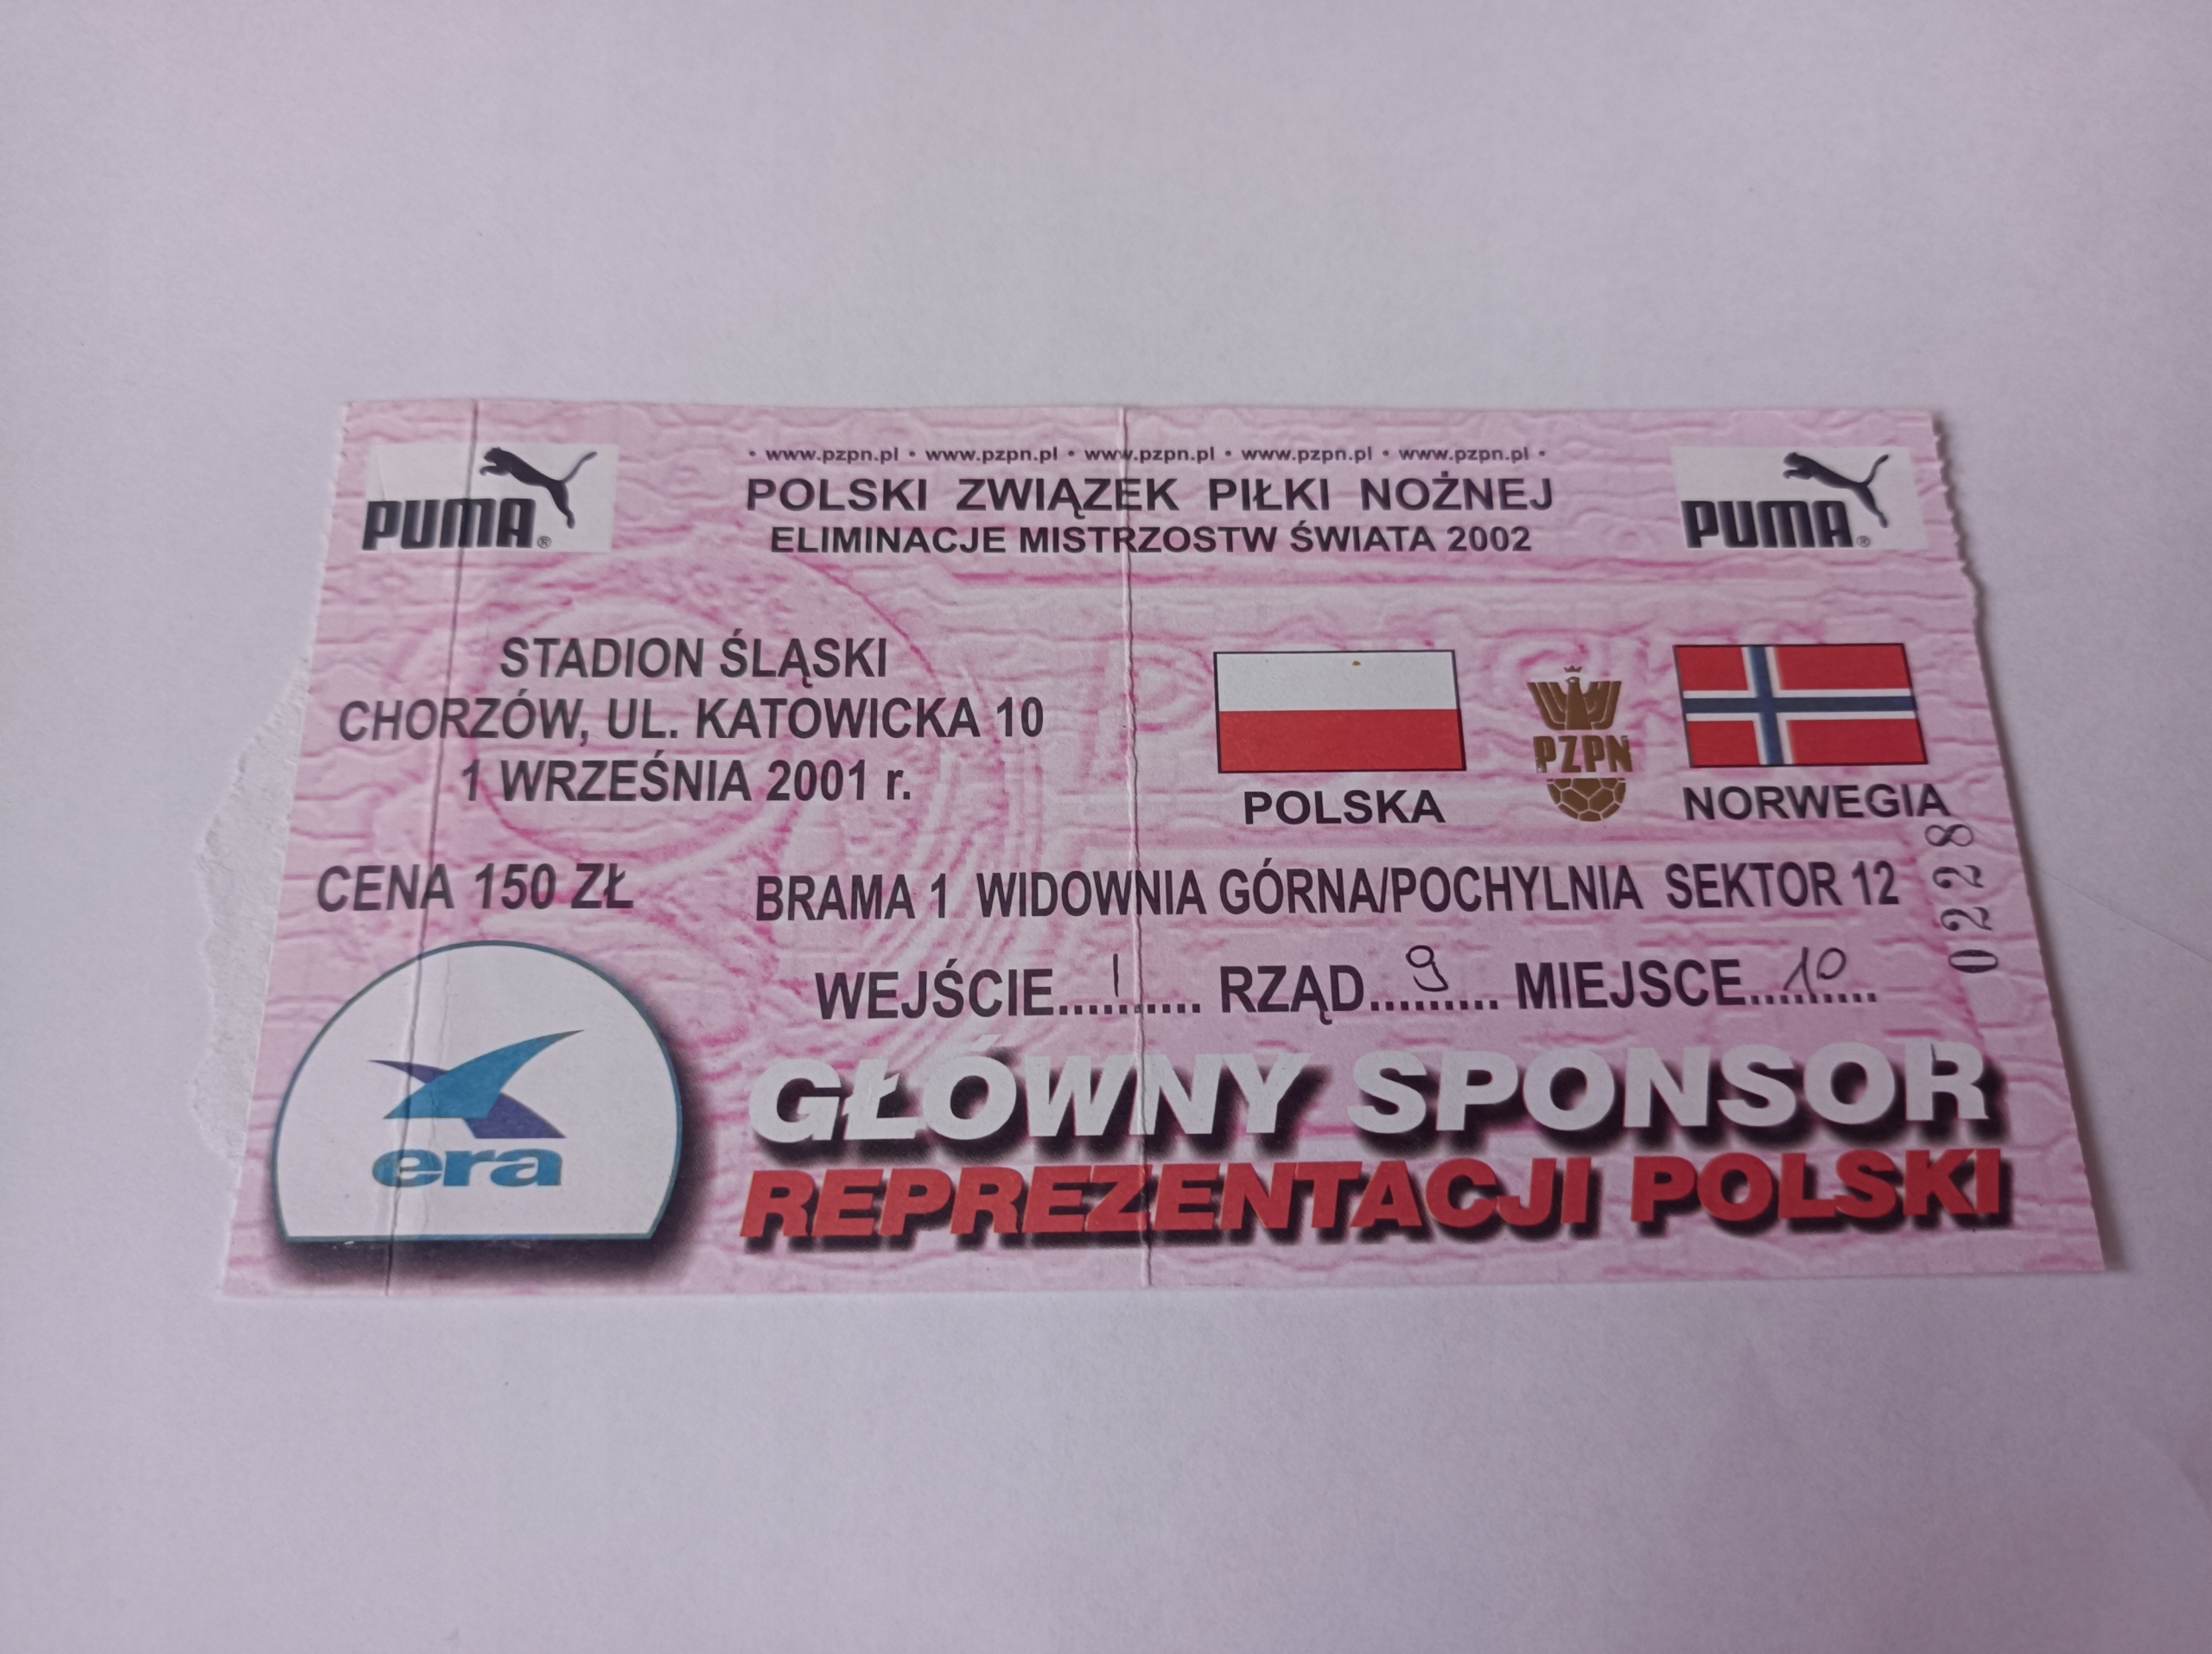 • www.pzpn.pl • www.pzpn.pl • www.pzpn.pl • www.pzpn.pl • www.pzpn.pl •
PUMA®
POLSKI ZWIĄZEK PIŁKI NOŻNEJ
PUMA®
ELIMINACJE MISTRZOSTW ŚWIATA 2002
STADION ŚLĄSKI
CHORZÓW, UL. KATOWICKA 10
1 WRZEŚNIA 2001 r.
PZPN
POLSKA
NORWEGIA
CENA 150 ZŁ
BRAMA 1 WIDOWNIA GÓRNA/POCHYLNIA SEKTOR 12
0228
WEJŚCIE....1...... RZĄD....9..... MIEJSCE...10......
era
GŁÓWNY SPONSOR
REPREZENTACJI POLSKI